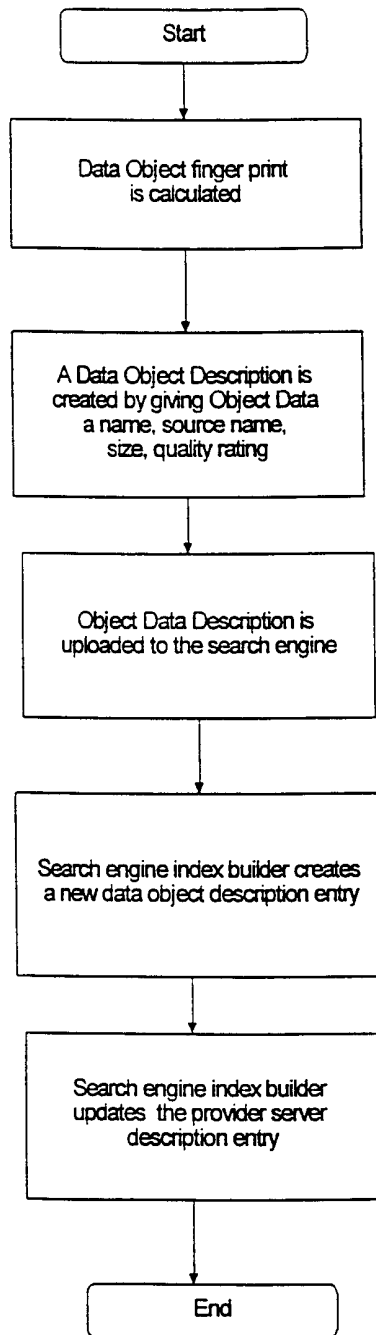 Start
Data Object finger print
is calculated
A Data Object Description is
created by giving Object Data
a name, source name,
size, quality rating
Object Data Description is
uploaded to the search engine
Search engine index builder creates
a new data object description entry
Search engine index builder
updates the provider server
description entry
End